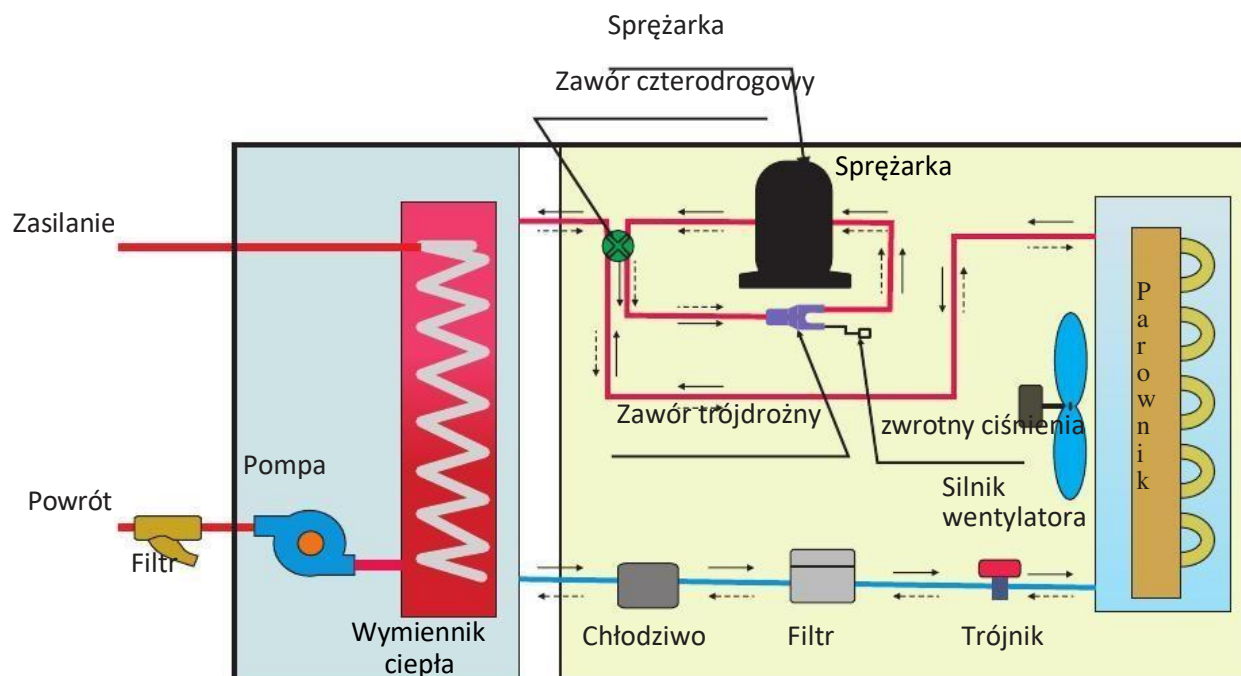 Sprężarka
Zawór czterodrogowy
Sprężarka
Zasilanie
Parownik
Zawór trójdrożny
zwrotny ciśnienia
Pompa
Silnik
wentylatora
Powrót
Filtr
Wymiennik
ciepła
Chłodziwo
Filtr
Trójnik